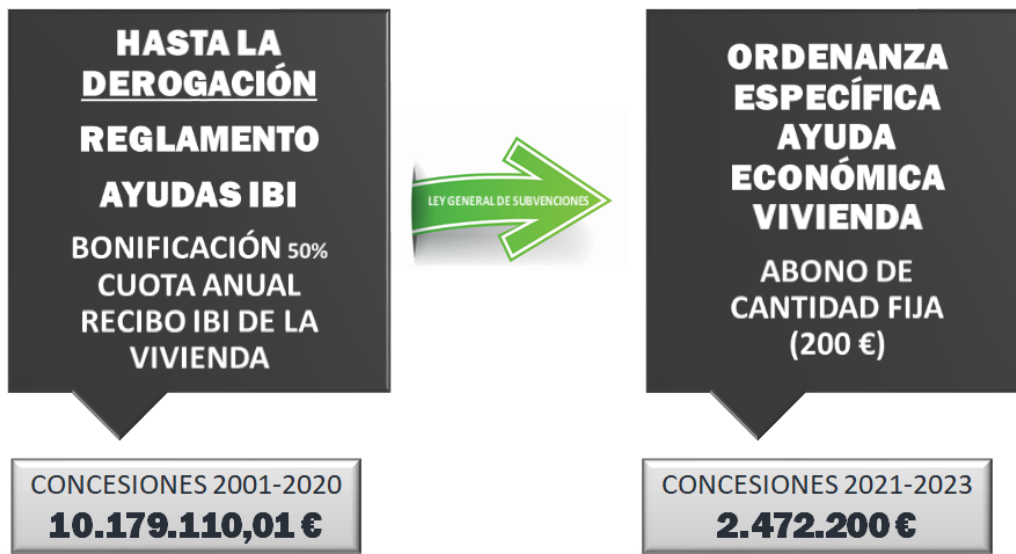 HASTA LA
DEROGACIÓN
REGLAMENTO
AYUDAS IBI
BONIFICACIÓN 50%
CUOTA ANUAL
RECIBO IBI DE LA
VIVIENDA
LEY GENERAL DE SUBVENCIONES
ORDENANZA
ESPECÍFICA
AYUDA
ECONÓMICA
VIVIENDA
ABONO DE
CANTIDAD FIJA
(200 €)
CONCESIONES 2001-2020
10.179.110,01 €
CONCESIONES 2021-2023
2.472.200 €